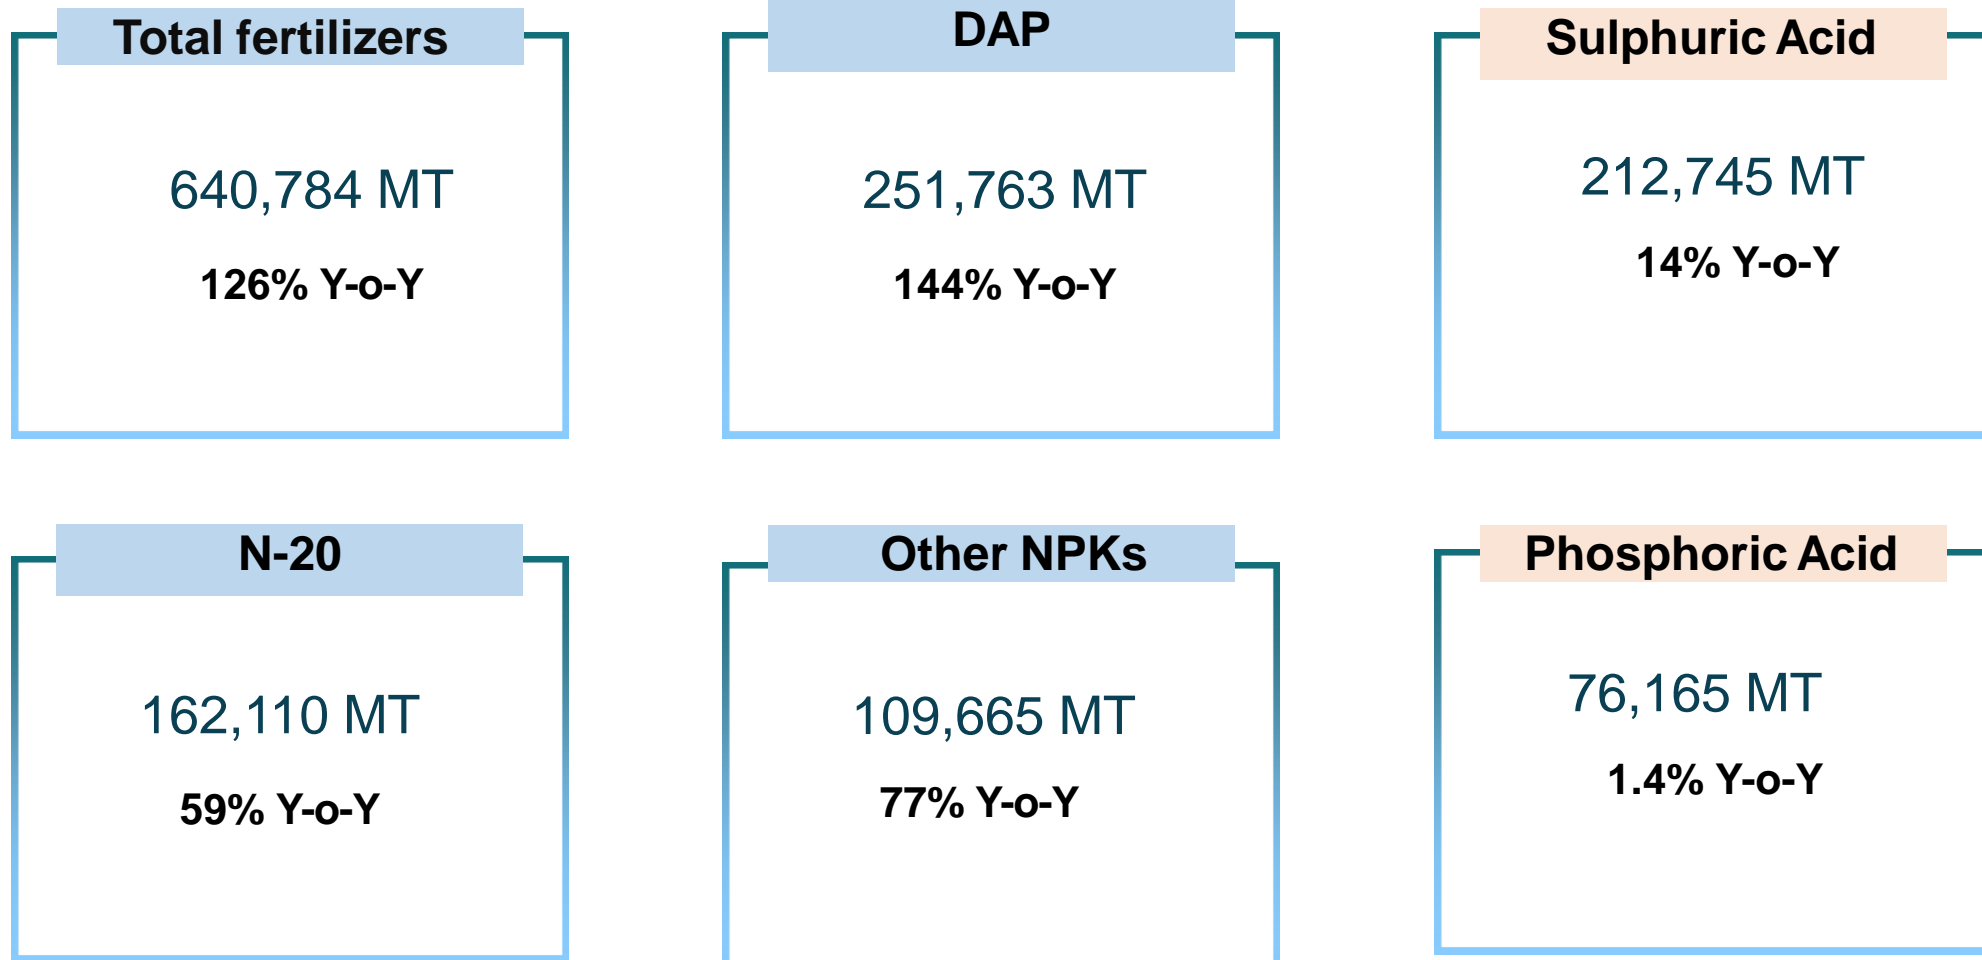 Total fertilizers
640,784 MT
126% Y-o-Y
DAP
251,763 MT
144% Y-o-Y
Sulphuric Acid
212,745 MT
14% Y-o-Y
N-20
162,110 MT
59% Y-o-Y
Other NPKs
109,665 MT
77% Y-o-Y
Phosphoric Acid
76,165 MT
1.4% Y-o-Y